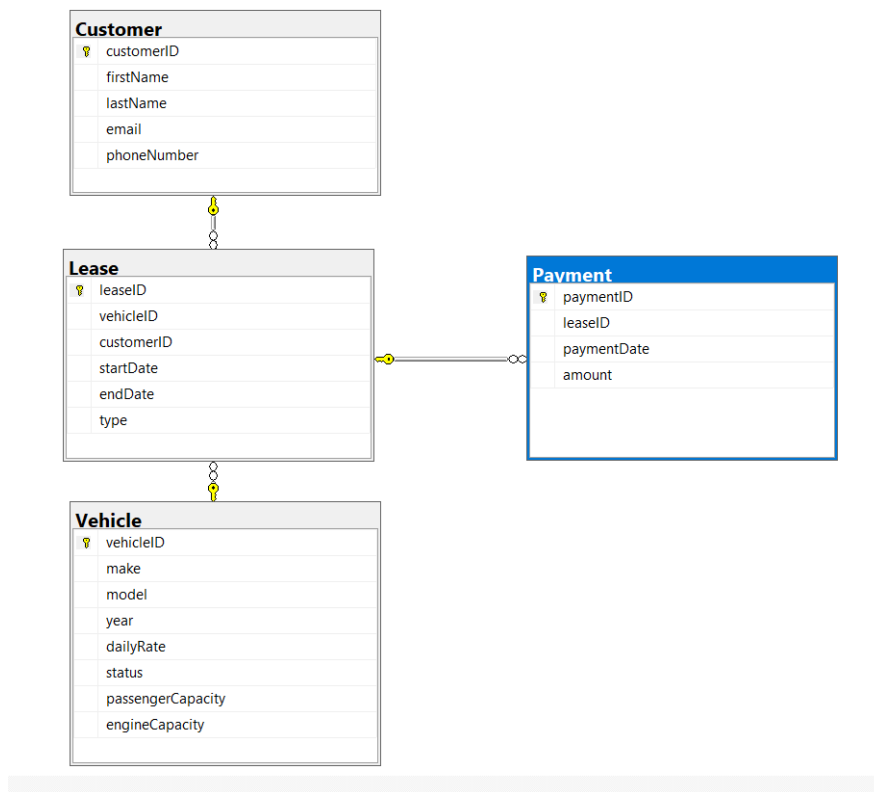 Customer
customerID
firstName
lastName
email
phoneNumber
Lease
leaseID
vehicleID
customerID
startDate
endDate
type
Payment
paymentID
leaseID
paymentDate
amount
Vehicle
vehicleID
make
model
year
dailyRate
status
passengerCapacity
engineCapacity